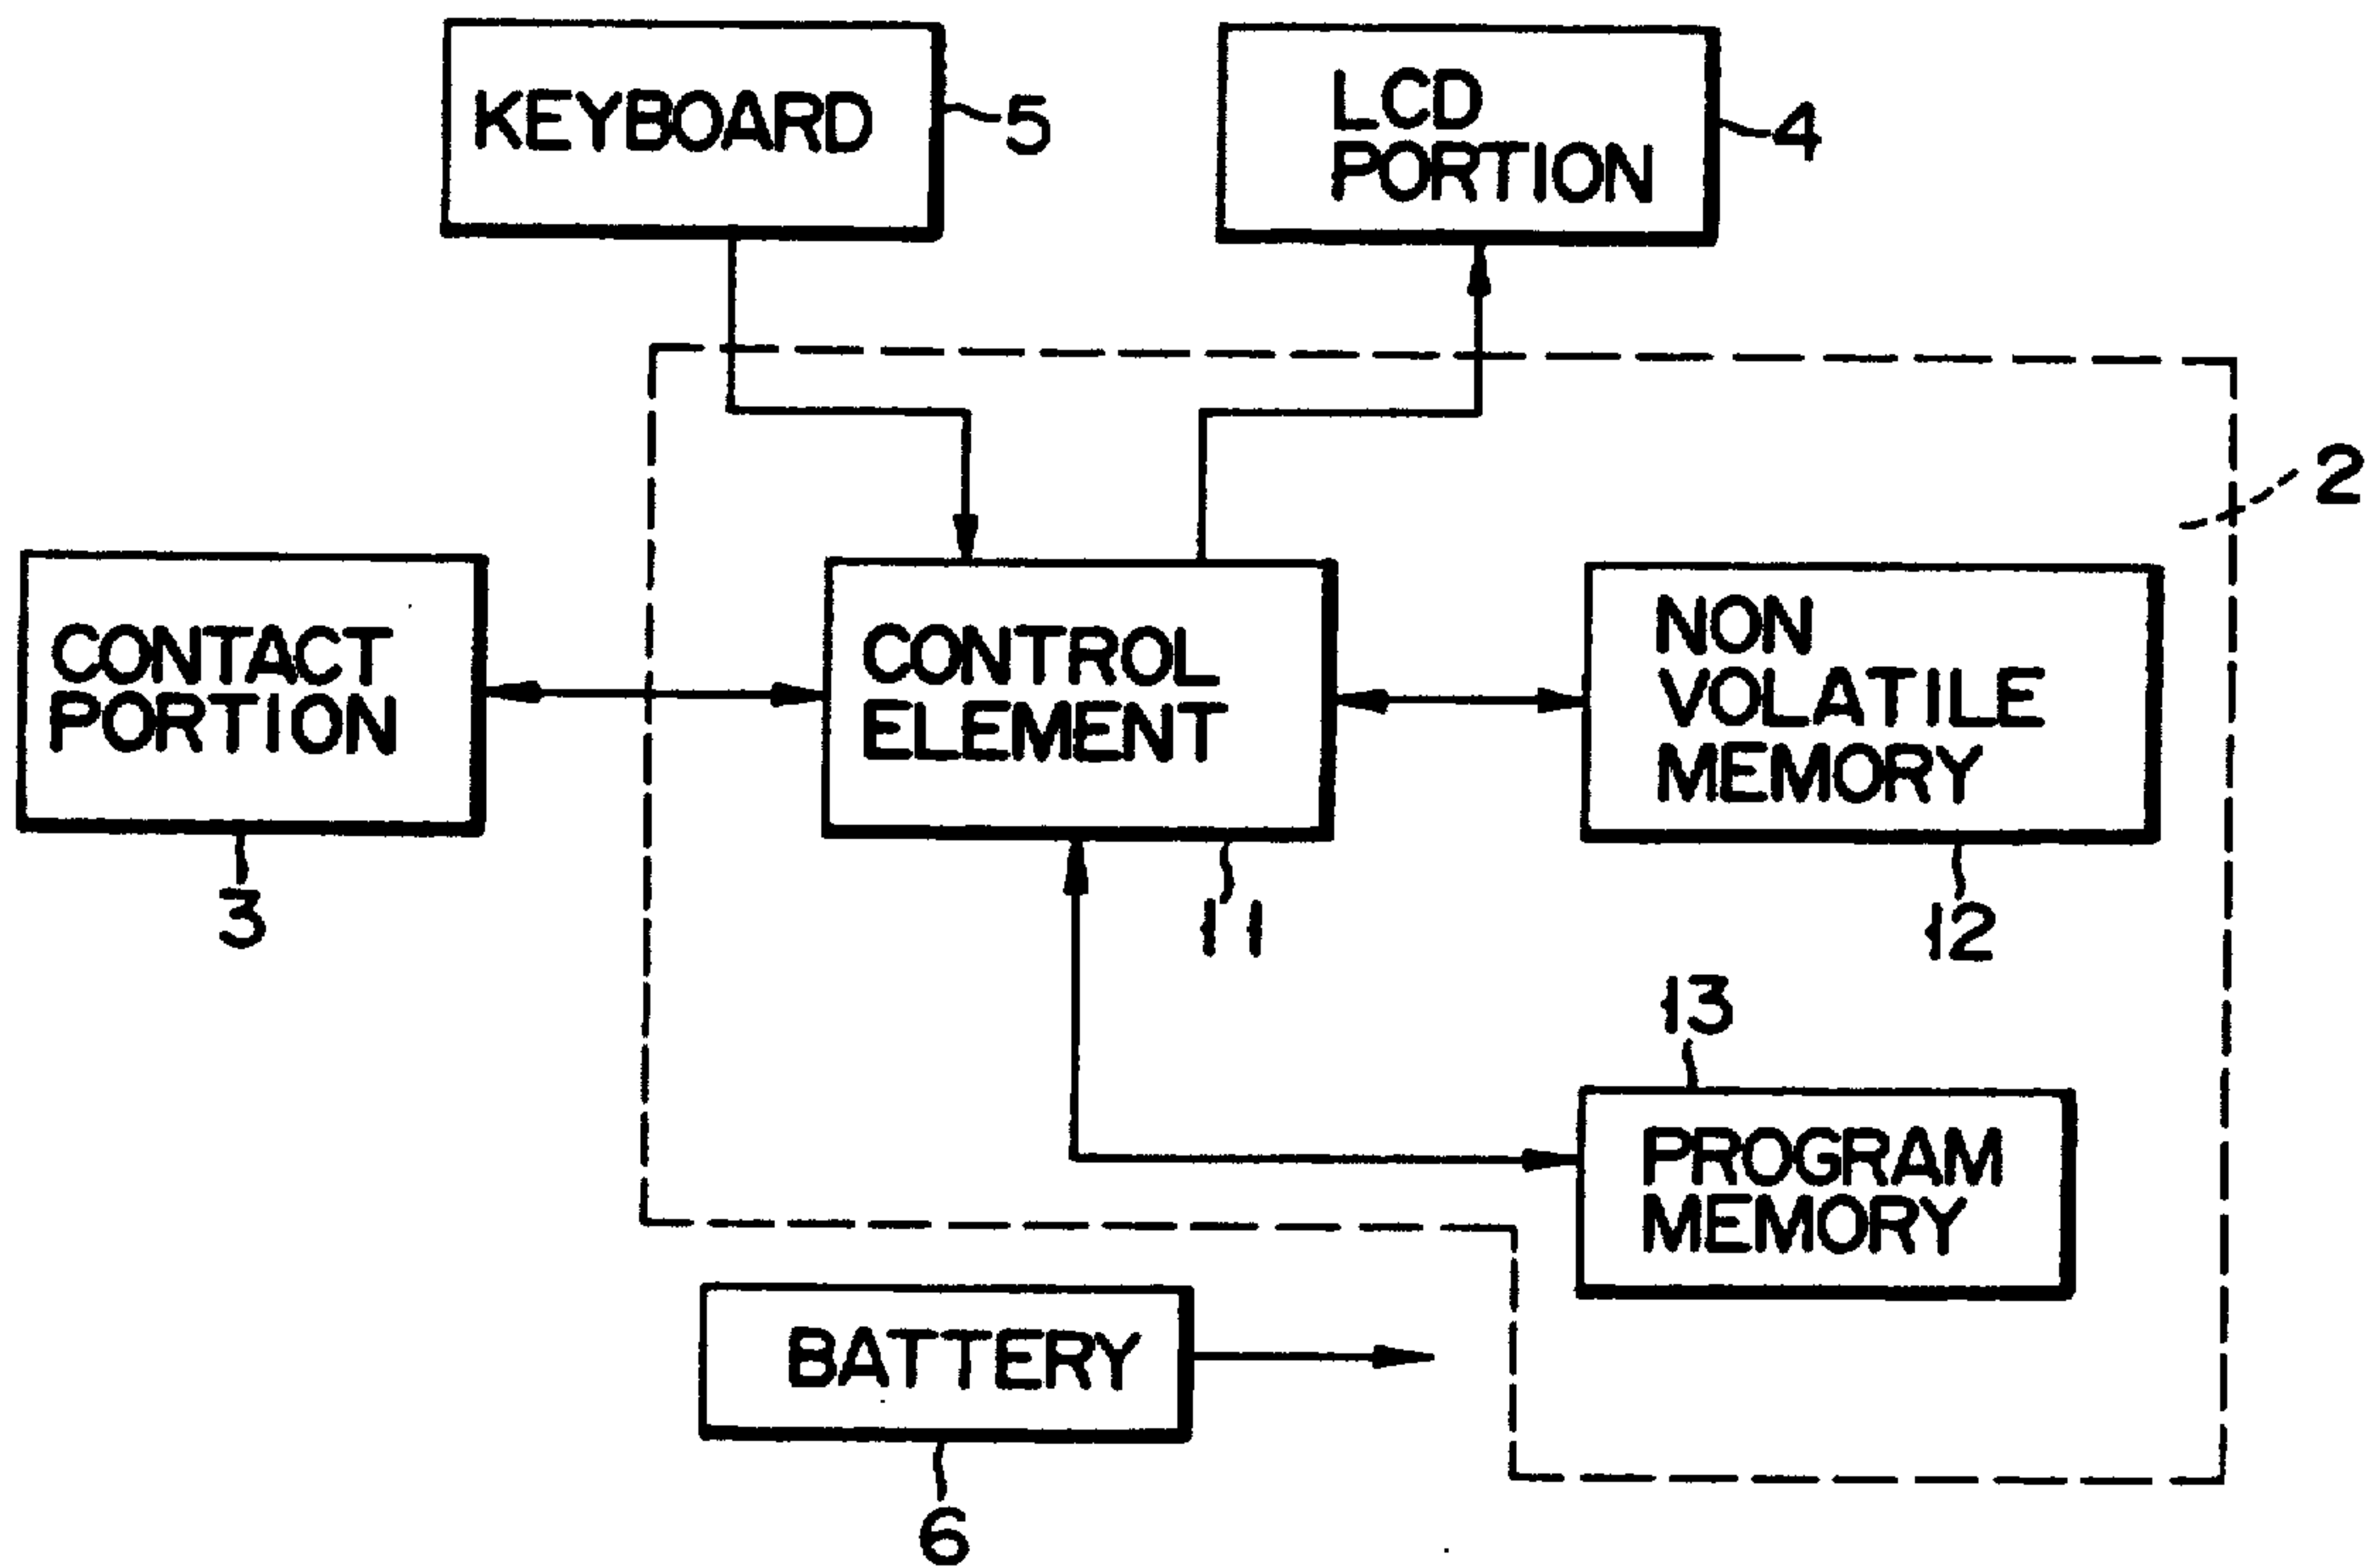 KEYBOARD
5
LCD
PORTION
4
2
CONTACT
PORTION
3
CONTROL
ELEMENT
11
NON
VOLATILE
MEMORY
12
13
PROGRAM
MEMORY
BATTERY
6